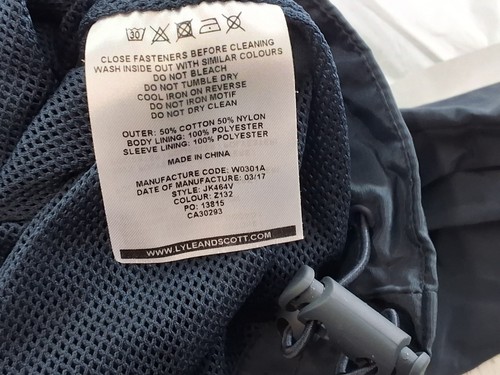 30
CLOSE FASTENERS BEFORE CLEANING
WASH INSIDE OUT WITH SIMILAR COLOURS
DO NOT BLEACH
DO NOT TUMBLE DRY
COOL IRON ON REVERSE
DO NOT IRON MOTIF
DO NOT DRY CLEAN
OUTER: 50% COTTON 50% NYLON
BODY LINING: 100% POLYESTER
SLEEVE LINING: 100% POLYESTER
MADE IN CHINA
MANUFACTURE CODE: W0301A
DATE OF MANUFACTURE: 03/17
STYLE: JK464V
COLOUR: Z132
PO: 13815
CA30293
WWW.LYLEANDSCOTT.COM